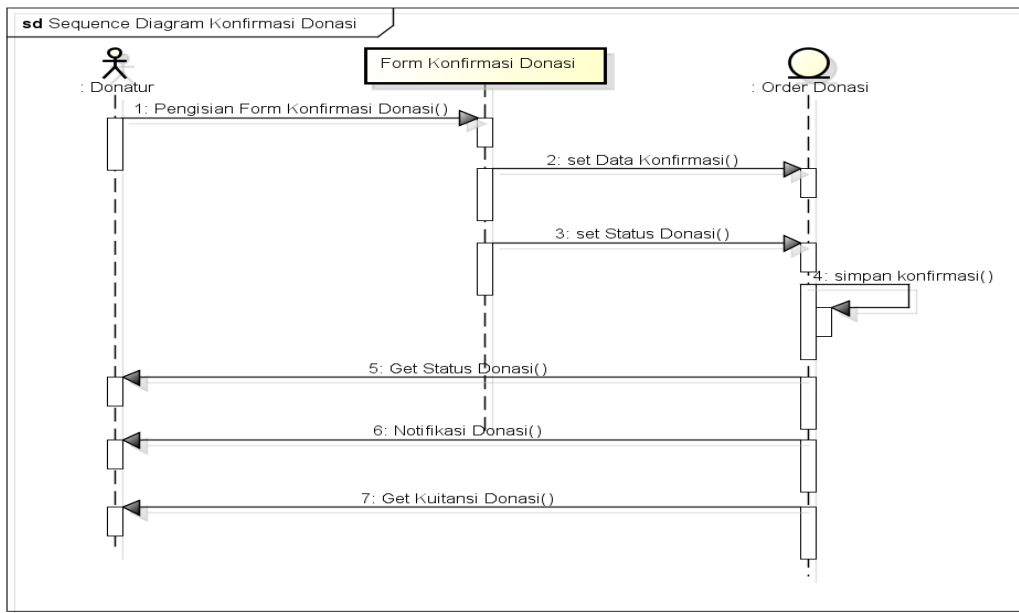 sd Sequence Diagram Konfirmasi Donasi
: Donatur
Form Konfirmasi Donasi
: Order Donasi
1: Pengisian Form Konfirmasi Donasi()
2: set Data Konfirmasi()
3: set Status Donasi()
4: simpan konfirmasi()
5: Get Status Donasi()
6: Notifikasi Donasi()
7: Get Kuitansi Donasi()